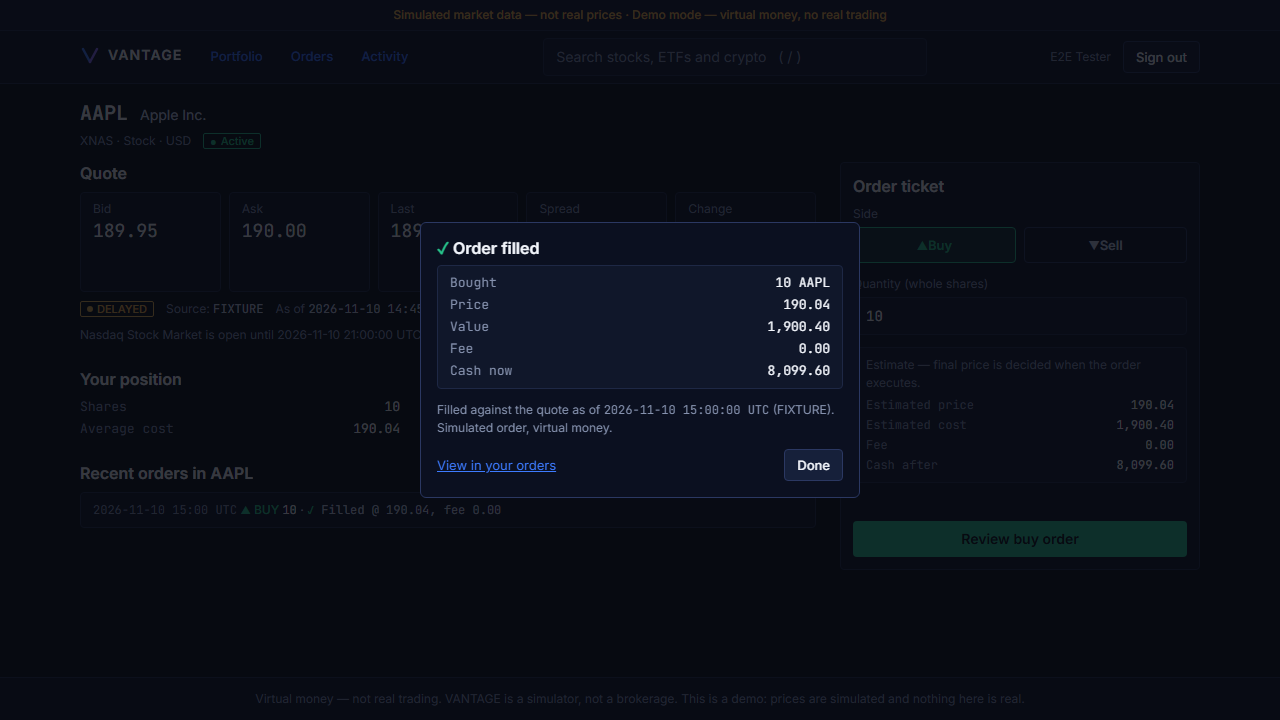 Simulated market data — not real prices · Demo mode — virtual money, no real trading
VANTAGE Portfolio Orders Activity Search stocks, ETFs and crypto ( / ) E2E Tester Sign out
AAPL Apple Inc.
XNAS · Stock · USD ● Active
Quote
Bid Ask Last Spread Change
189.95 190.00 189
● DELAYED Source: FIXTURE As of 2026-11-10 14:45
Nasdaq Stock Market is open until 2026-11-10 21:00:00 UTC
Your position
Shares 10
Average cost 190.04
Recent orders in AAPL
2026-11-10 15:00 UTC ▲ BUY 10 · ✓ Filled @ 190.04, fee 0.00
✓ Order filled
Bought 10 AAPL
Price 190.04
Value 1,900.40
Fee 0.00
Cash now 8,099.60
Filled against the quote as of 2026-11-10 15:00:00 UTC (FIXTURE).
Simulated order, virtual money.
View in your orders Done
Order ticket
Side
▲Buy ▼Sell
uantity (whole shares)
10
Estimate — final price is decided when the order
executes.
Estimated price 190.04
Estimated cost 1,900.40
Fee 0.00
Cash after 8,099.60
Review buy order
Virtual money — not real trading. VANTAGE is a simulator, not a brokerage. This is a demo: prices are simulated and nothing here is real.